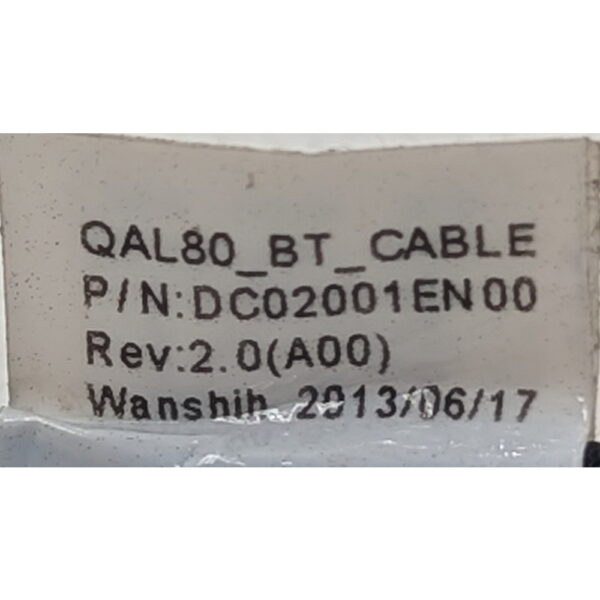 QAL80_BT_CABLE
P/N:DC02001EN00
Rev:2.0(A00)
Wanshih 2013/06/17